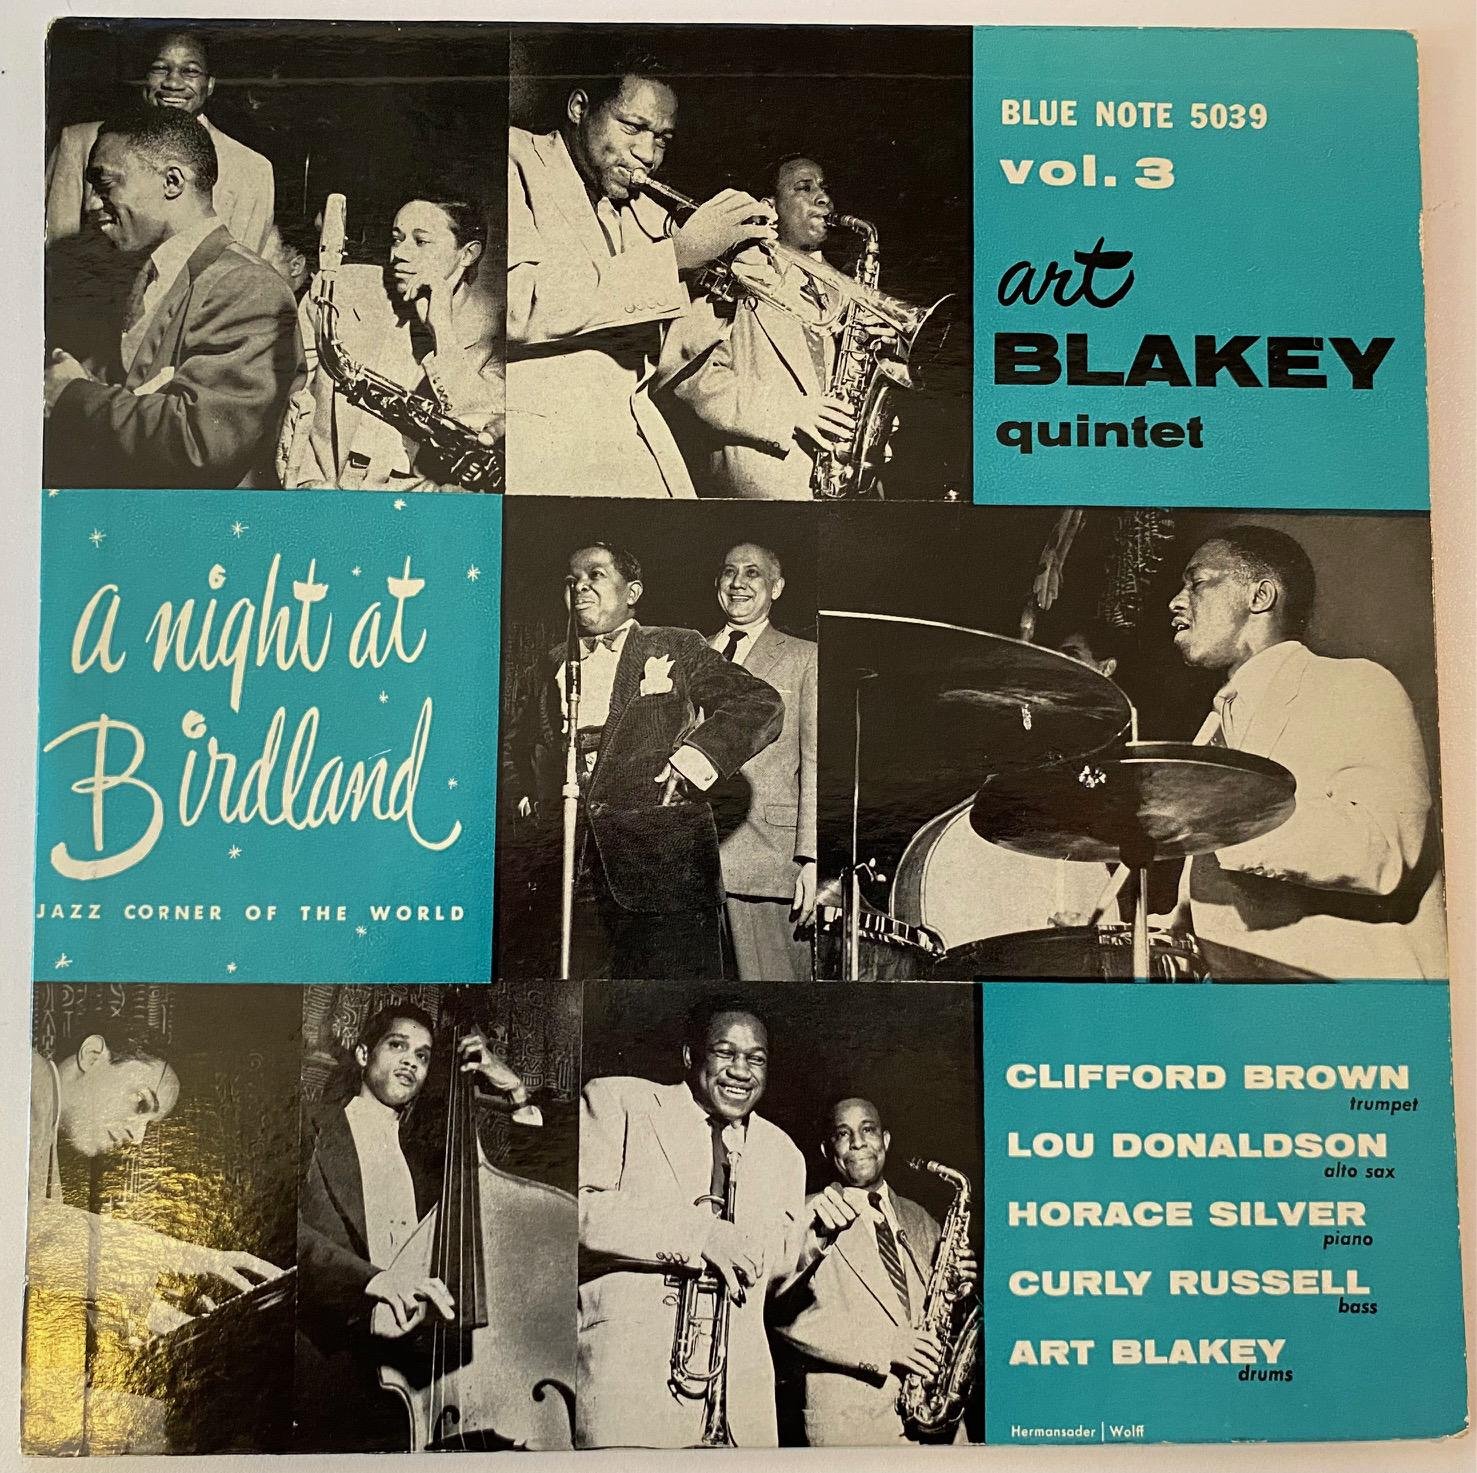 BLUE NOTE 5039
vol. 3
art
BLAKEY
quintet
a night at
Birdland
JAZZ CORNER OF THE WORLD
CLIFFORD BROWN
trumpet
LOU DONALDSON
alto sax
HORACE SILVER
piano
CURLY RUSSELL
bass
ART BLAKEY
drums
Hermansader | Wolff